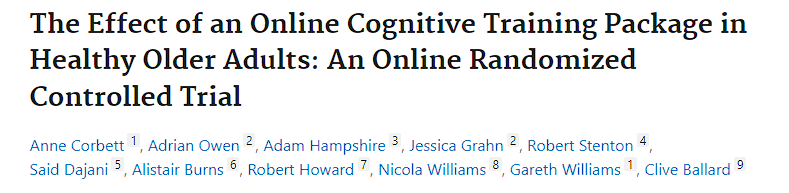 The Effect of an Online Cognitive Training Package in
Healthy Older Adults: An Online Randomized
Controlled Trial
Anne Corbett 1, Adrian Owen 2, Adam Hampshire 3, Jessica Grahn 2, Robert Stenton 4,
Said Dajani 5, Alistair Burns 6, Robert Howard 7, Nicola Williams 8, Gareth Williams 1, Clive Ballard 9